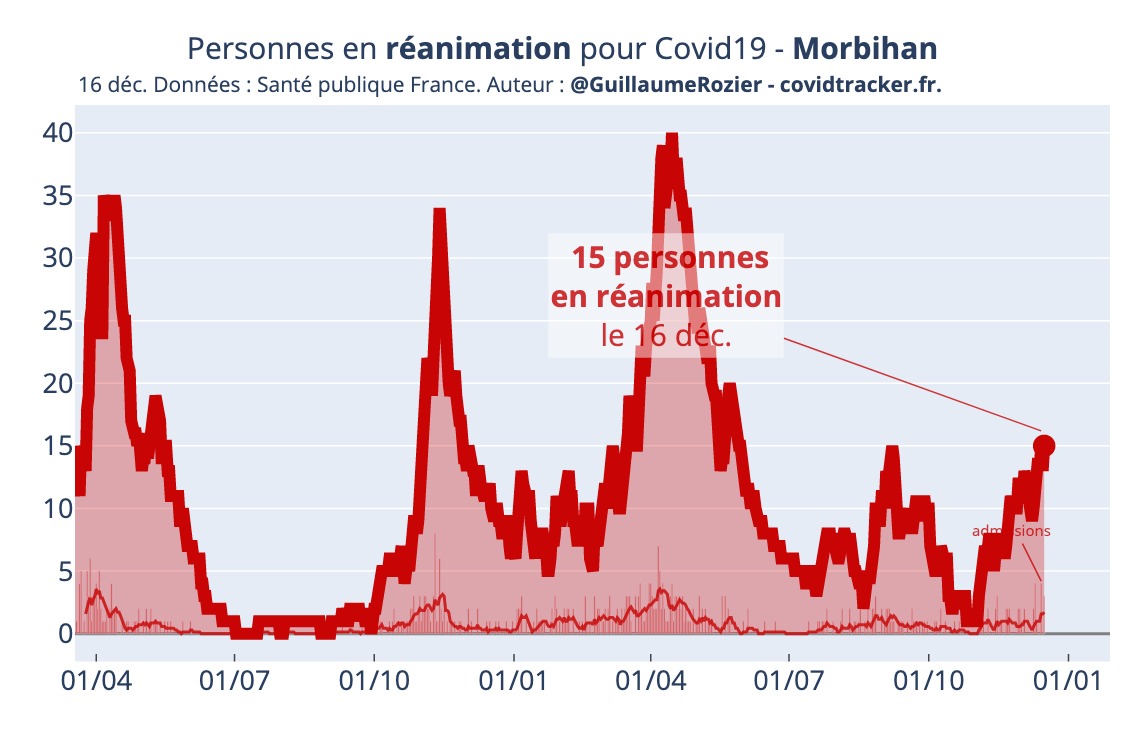 Personnes en réanimation pour Covid19 - Morbihan
16 déc. Données : Santé publique France. Auteur : @GuillaumeRozier - covidtracker.fr.
40
35
30
25
20
15
10
5
0
15 personnes
en réanimation
le 16 déc.
admissions
01/04 01/07 01/10 01/01 01/04 01/07 01/10 01/01